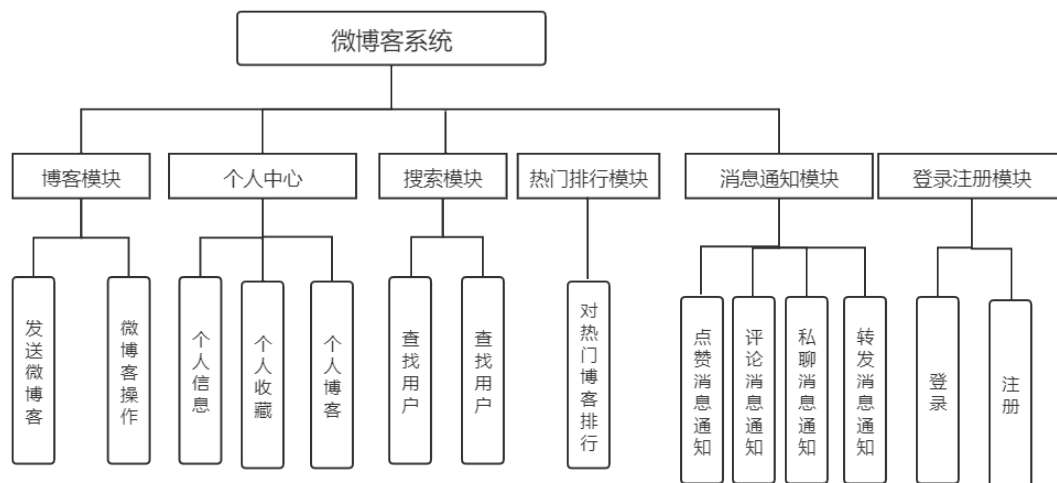 微博客系统
博客模块
个人中心
搜索模块
热门排行模块
消息通知模块
登录注册模块
发送微博客
微博客操作
个人信息
个人收藏
个人博客
查找用户
查找用户
对热门博客排行
点赞消息通知
评论消息通知
私聊消息通知
转发消息通知
登录
注册